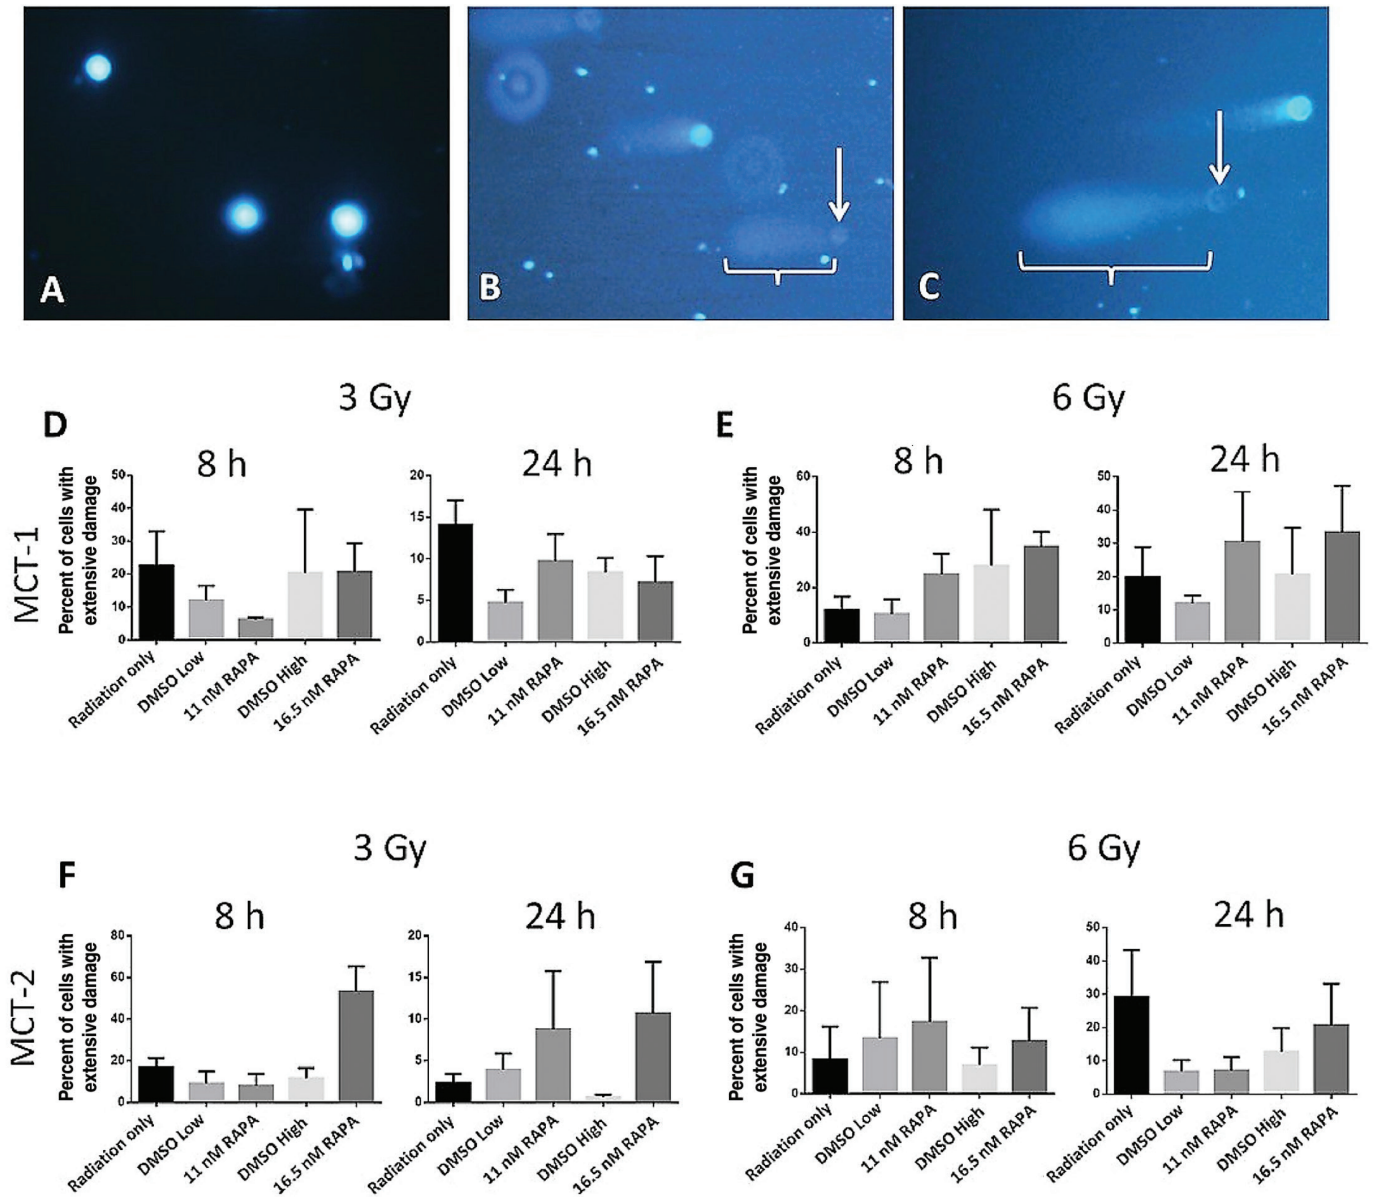 A
B
C
3 Gy
6 Gy
D
E
8 h
24 h
8 h
24 h
MCT-1
Percent of cells with
extensive damage
50
40
30
20
10
0
Radiation only
DMSO Low
11 nM RAPA
DMSO High
16.5 nM RAPA
20
15
10
5
0
Radiation only
DMSO Low
11 nM RAPA
DMSO High
16.5 nM RAPA
Percent of cells with
extensive damage
60
40
20
0
Radiation only
DMSO Low
11 nM RAPA
DMSO High
16.5 nM RAPA
50
40
30
20
10
0
Radiation only
DMSO Low
11 nM RAPA
DMSO High
16.5 nM RAPA
3 Gy
6 Gy
F
G
8 h
24 h
8 h
24 h
MCT-2
Percent of cells with
extensive damage
80
60
40
20
0
Radiation only
DMSO Low
11 nM RAPA
DMSO High
16.5 nM RAPA
20
15
10
5
0
Radiation only
DMSO Low
11 nM RAPA
DMSO High
16.5 nM RAPA
Percent of cells with
extensive damage
40
30
20
10
0
Radiation only
DMSO Low
11 nM RAPA
DMSO High
16.5 nM RAPA
50
40
30
20
10
0
Radiation only
DMSO Low
11 nM RAPA
DMSO High
16.5 nM RAPA